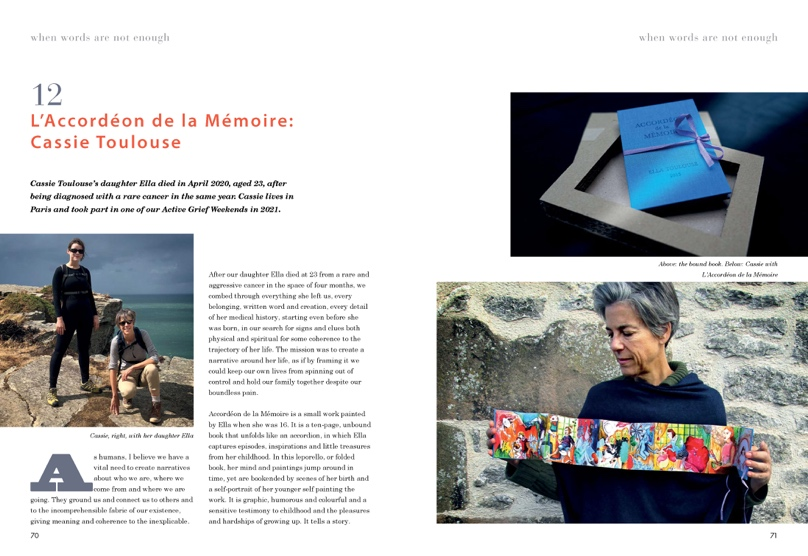 when words are not enough
12
L'Accordéon de la Mémoire:
Cassie Toulouse
Cassie Toulouse's daughter Ella died in April 2020, aged 23, after
being diagnosed with a rare cancer in the same year. Cassie lives in
Paris and took part in one of our Active Grief Weekends in 2021.
Cassie, right, with her daughter Ella
As humans, I believe we have a
vital need to create narratives
about who we are, where we
come from and where we are
going. They ground us and connect us to others and
to the incomprehensible fabric of our existence,
giving meaning and coherence to the inexplicable.
After our daughter Ella died at 23 from a rare and
aggressive cancer in the space of four months, we
combed through everything she left us, every
belonging, written word and creation, every detail
of her medical history, starting even before she
was born, in our search for signs and clues both
physical and spiritual for some coherence to the
trajectory of her life. The mission was to create a
narrative around her life, as if by framing it we
could keep our own lives from spinning out of
control and hold our family together despite our
boundless pain.
Accordéon de la Mémoire is a small work painted
by Ella when she was 16. It is a ten-page, unbound
book that unfolds like an accordion, in which Ella
captures episodes, inspirations and little treasures
from her childhood. In this leporello, or folded
book, her mind and paintings jump around in
time, yet are bookended by scenes of her birth and
a self-portrait of her younger self painting the
work. It is graphic, humorous and colourful and a
sensitive testimony to childhood and the pleasures
and hardships of growing up. It tells a story.
70
when words are not enough
ACCORDÉON
de la
MÉMOIRE
ELLA TOULOUSE
Above: the bound book. Below: Cassie with
L'Accordéon de la Mémoire
71